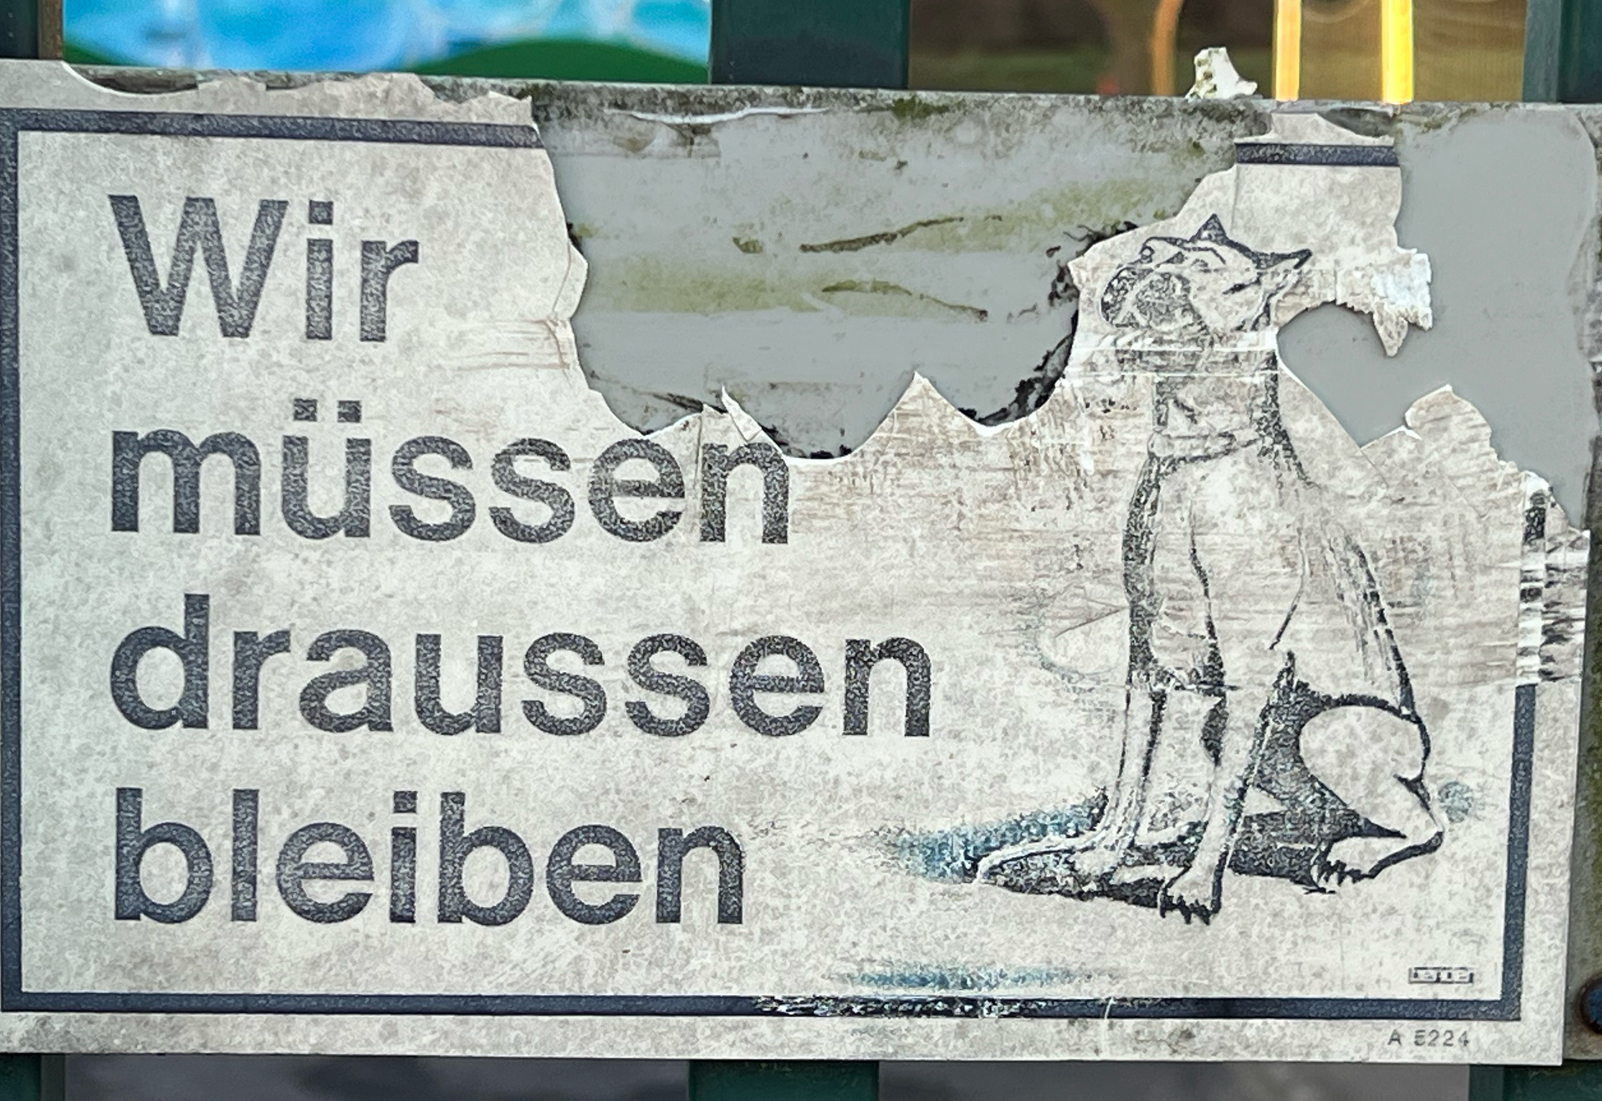 Wir
müssen
draussen
bleiben
A 5224